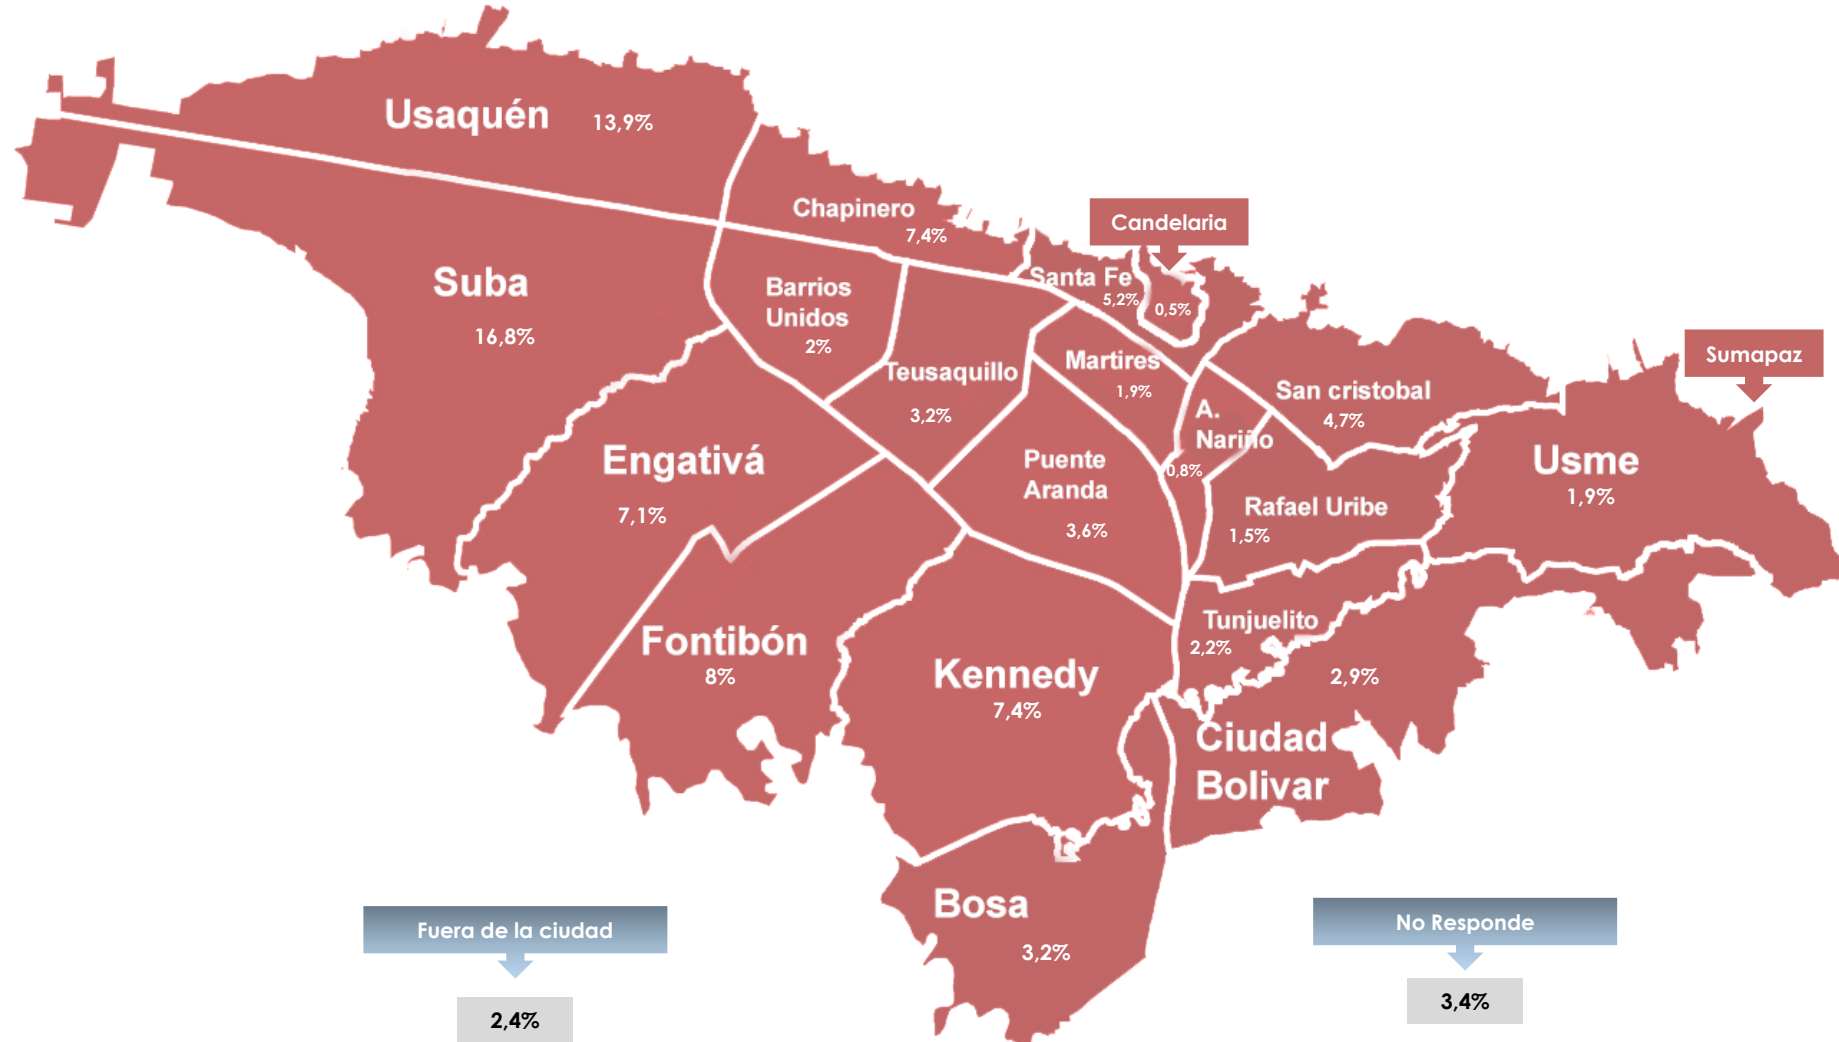 Usaquén
13,9%
Chapinero
7,4%
Candelaria
Suba
16,8%
Barrios
Unidos
2%
Santa Fe
5,2%
0,5%
Teusaquillo
3,2%
Martires
1,9%
A.
Nariño
0,8%
San cristobal
4,7%
Sumapaz
Engativá
7,1%
Puente
Aranda
3,6%
Rafael Uribe
1,5%
Usme
1,9%
Fontibón
8%
Kennedy
7,4%
Tunjuelito
2,2%
2,9%
Ciudad
Bolivar
Bosa
3,2%
Fuera de la ciudad
2,4%
No Responde
3,4%